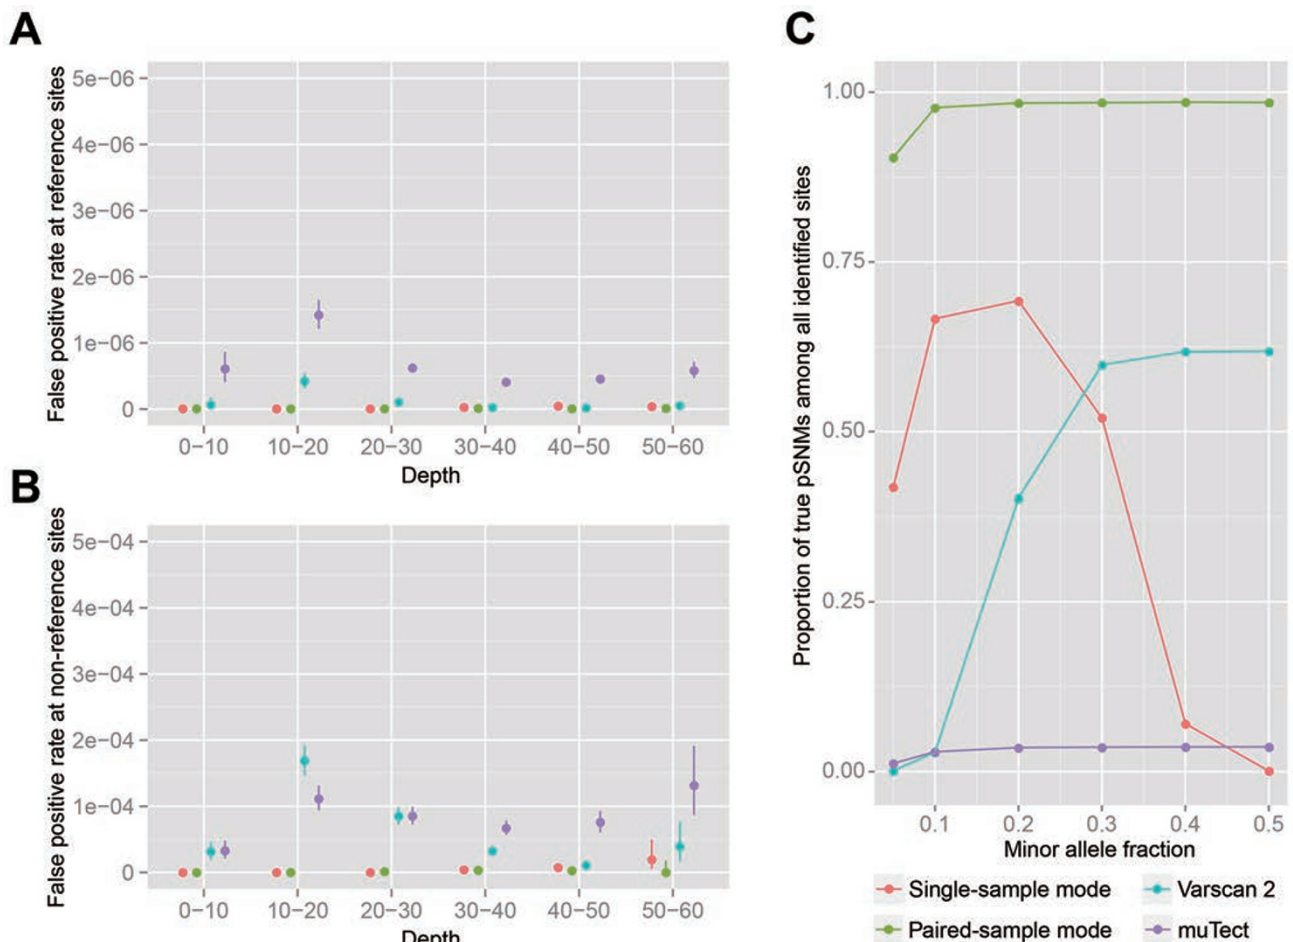 A
False positive rate at reference sites
5e−06
4e−06
3e−06
2e−06
1e−06
0
0−10 10−20 20−30 30−40 40−50 50−60
Depth
B
False positive rate at non-reference sites
5e−04
4e−04
3e−04
2e−04
1e−04
0
0−10 10−20 20−30 30−40 40−50 50−60
Depth
C
Proportion of true pSNMs among all identified sites
1.00
0.75
0.50
0.25
0.00
0.1 0.2 0.3 0.4 0.5
Minor allele fraction
Single-sample mode Varscan 2
Paired-sample mode muTect